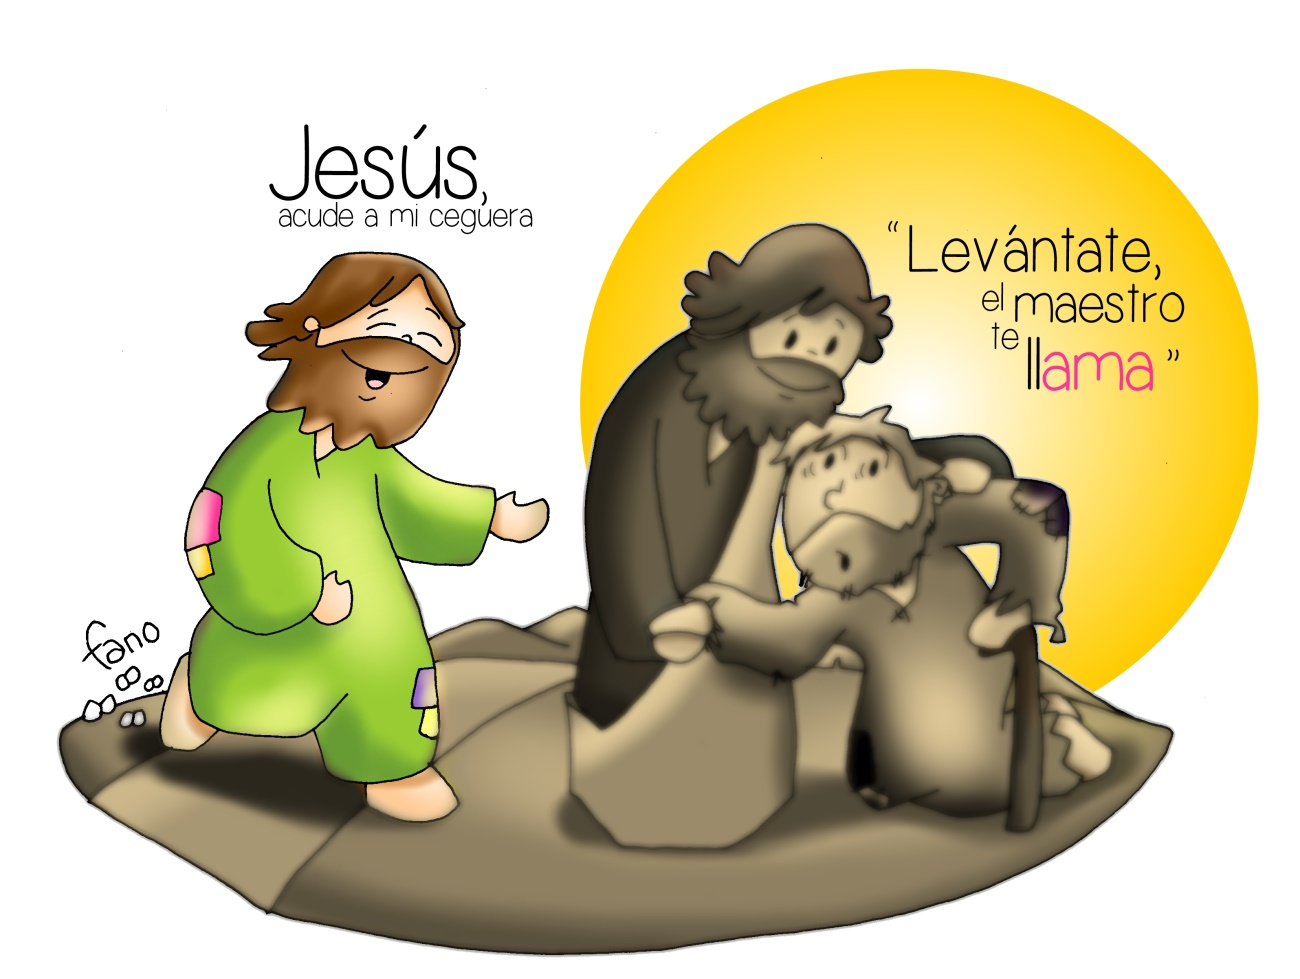 Jesús,
acude a mi ceguera
“Levántate,
el maestro
te
llama”
fano